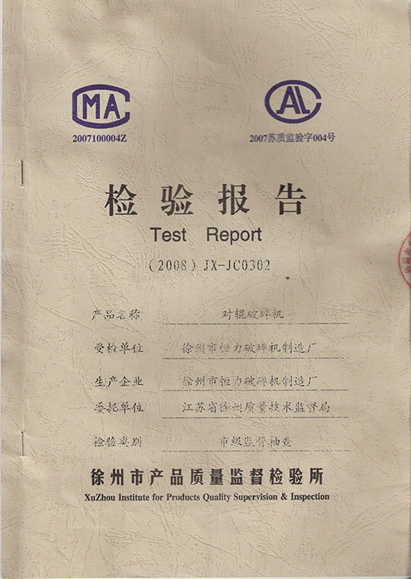 CMA
CAL
2007100004Z
2007苏质监验字004号
检验报告
Test Report
(2008) JX-JC0302
产品名称 对辊破碎机
受检单位 徐州市恒力破碎机制造厂
生产企业 徐州市恒力破碎机制造厂
委托单位 江苏省徐州质量技术监督局
检验类别 市级监督抽查
徐州市产品质量监督检验所
XuZhou Institute for Products Quality Supervision & Inspection